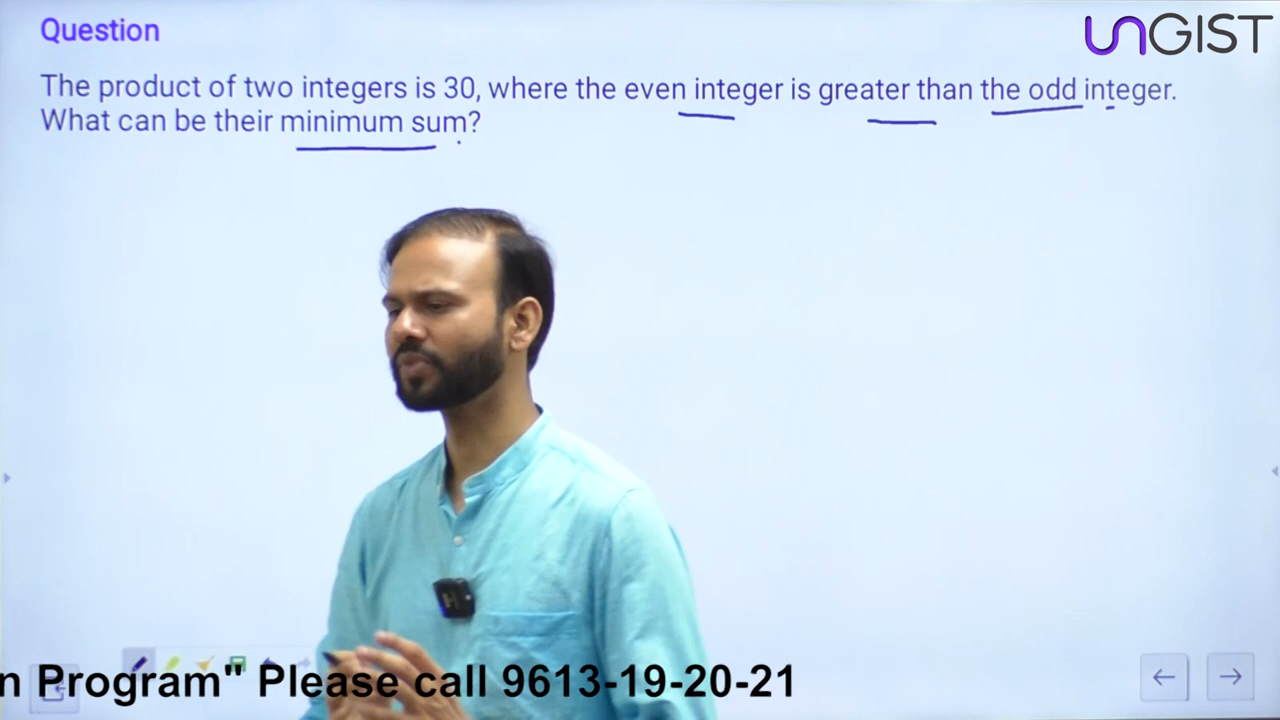 Question
UNGIST
The product of two integers is 30, where the even integer is greater than the odd integer.
What can be their minimum sum?
n Program" Please call 9613-19-20-21